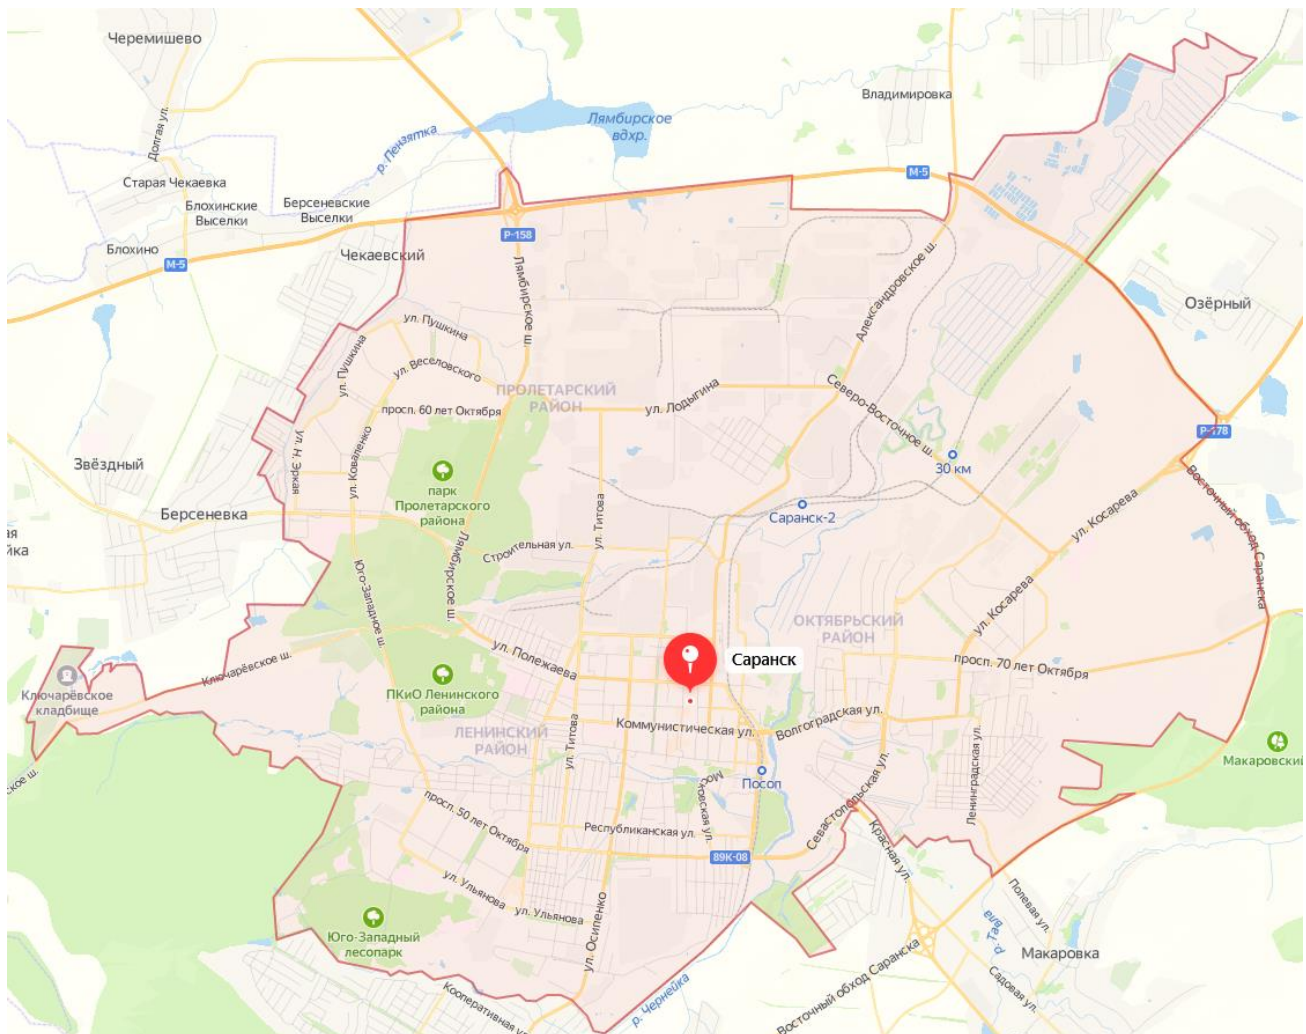 Черемишево
Долгая ул.
р. Пензятка
Лямбирское
вдхр.
Владимировка
М-5
Старая Чекаевка
Блохинские
Выселки
Берсеневские
Выселки
Р-158
Блохино
М-5
Чекаевский
Лямбирское ш.
Александровское ш.
Озёрный
ул. Пушкина
ул. Пушкина
ул. Веселовского
ПРОЛЕТАРСКИЙ
РАЙОН
ул. Лодыгина
Северо-Восточное ш.
просп. 60 лет Октября
Р-178
ул. Н. Эркая
ул. Коваленко
Звёздный
парк
Пролетарского
района
30 км
Восточный обход Саранска
Берсеневка
ул. Титова
Саранск-2
ул. Косарева
Строительная ул.
Лямбирское ш.
Юго-Западное ш.
ул. Косарева
ОКТЯБРЬСКИЙ
РАЙОН
Ключарёвское ш.
ул. Полежаева
Саранск
просп. 70 лет Октября
Ключарёвское
кладбище
ПКиО Ленинского
района
ЛЕНИНСКИЙ
РАЙОН
ул. Титова
Коммунистическая ул.
Волгоградская ул.
Ленинградская ул.
Макаровский
Посоп
просп. 50 лет Октября
Республиканская ул.
Севастопольская ул.
89К-08
Красная ул.
ул. Ульянова
ул. Ульянова
ул. Осипенко
Юго-Западный
лесопарк
Полевая ул.
р. Тавла
Макаровка
Садовая ул.
Восточный обход Саранска
р. Чернейка
Кооперативная